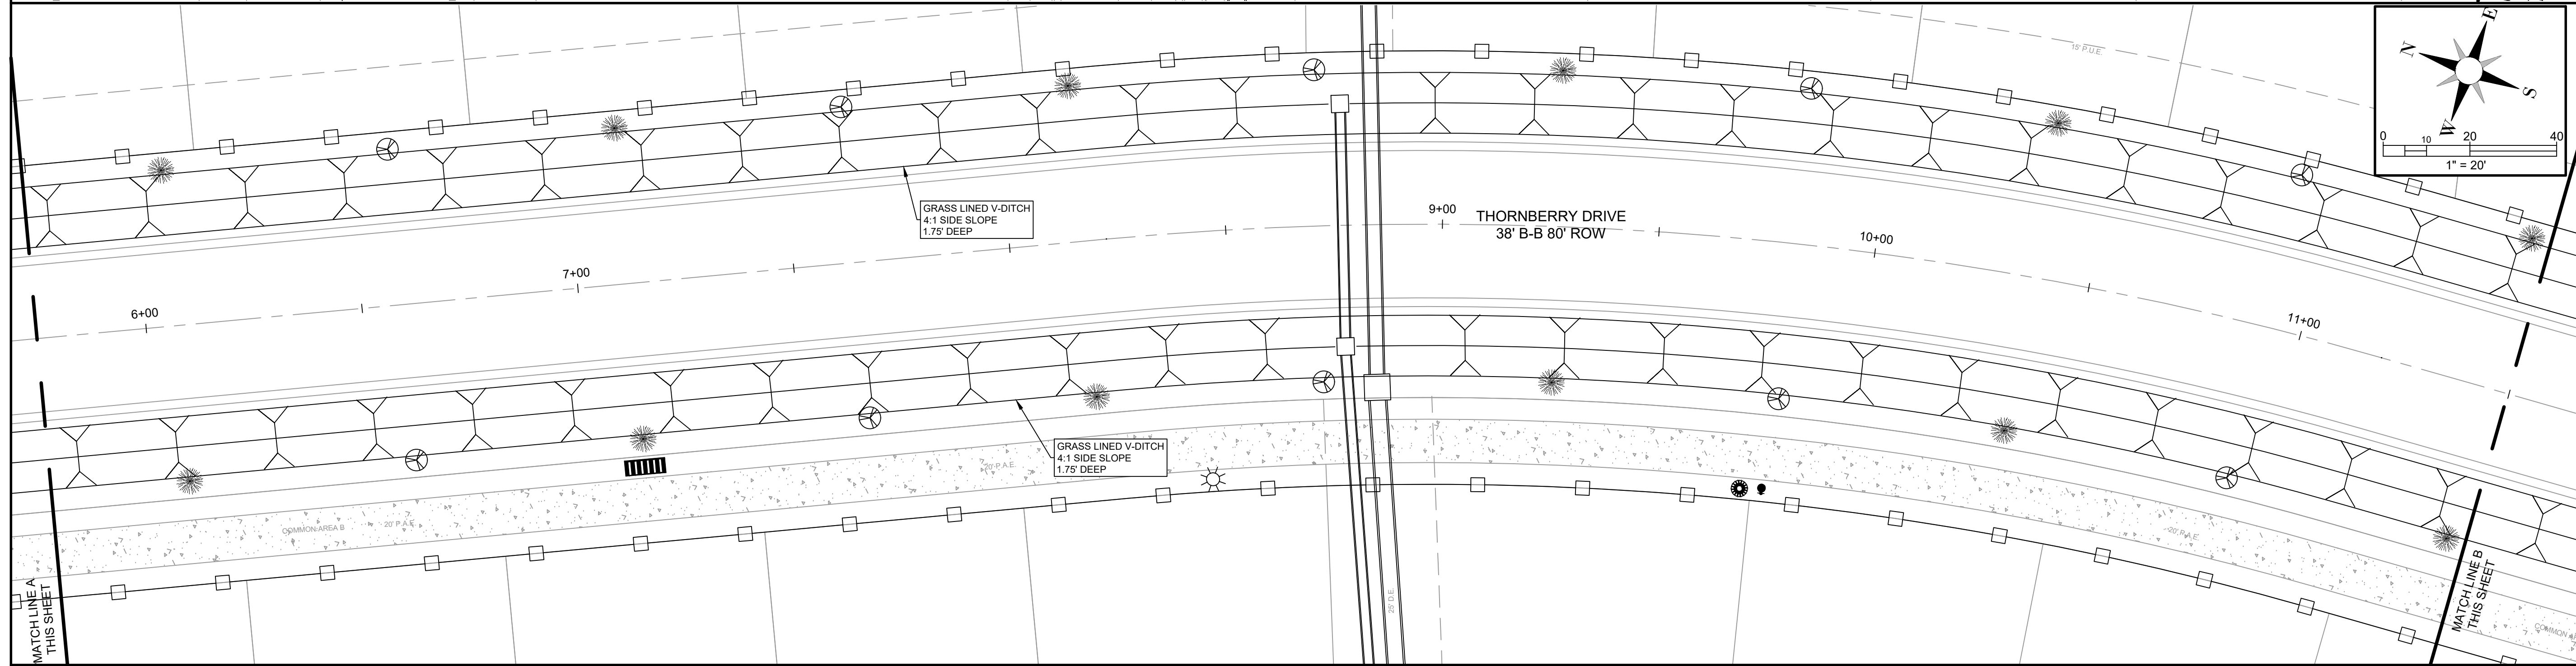 15' P.U.E.
E
N
S
W
0
10
20
40
1" = 20'
GRASS LINED V-DITCH
4:1 SIDE SLOPE
1.75' DEEP
9+00
THORNBERRY DRIVE
38' B-B 80' ROW
10+00
7+00
6+00
11+00
GRASS LINED V-DITCH
4:1 SIDE SLOPE
1.75' DEEP
20' P.A.E.
COMMON AREA B
20' P.A.E.
20' P.A.E.
25' D.E.
MATCH LINE A
THIS SHEET
MATCH LINE B
THIS SHEET
COMMON